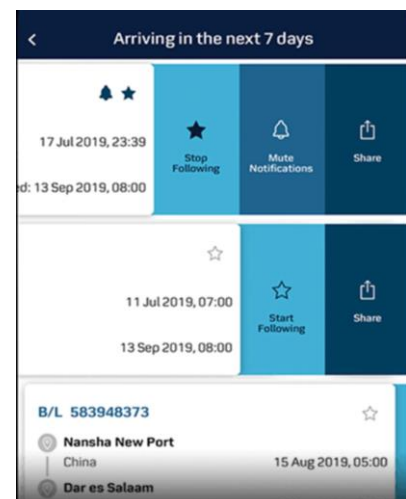 Arriving in the next 7 days
17 Jul 2019, 23:39
ed: 13 Sep 2019, 08:00
Stop
Following
Mute
Notifications
Share
11 Jul 2019, 07:00
13 Sep 2019, 08:00
Start
Following
Share
B/L 583948373
Nansha New Port
China
15 Aug 2019, 05:00
Dar es Salaam